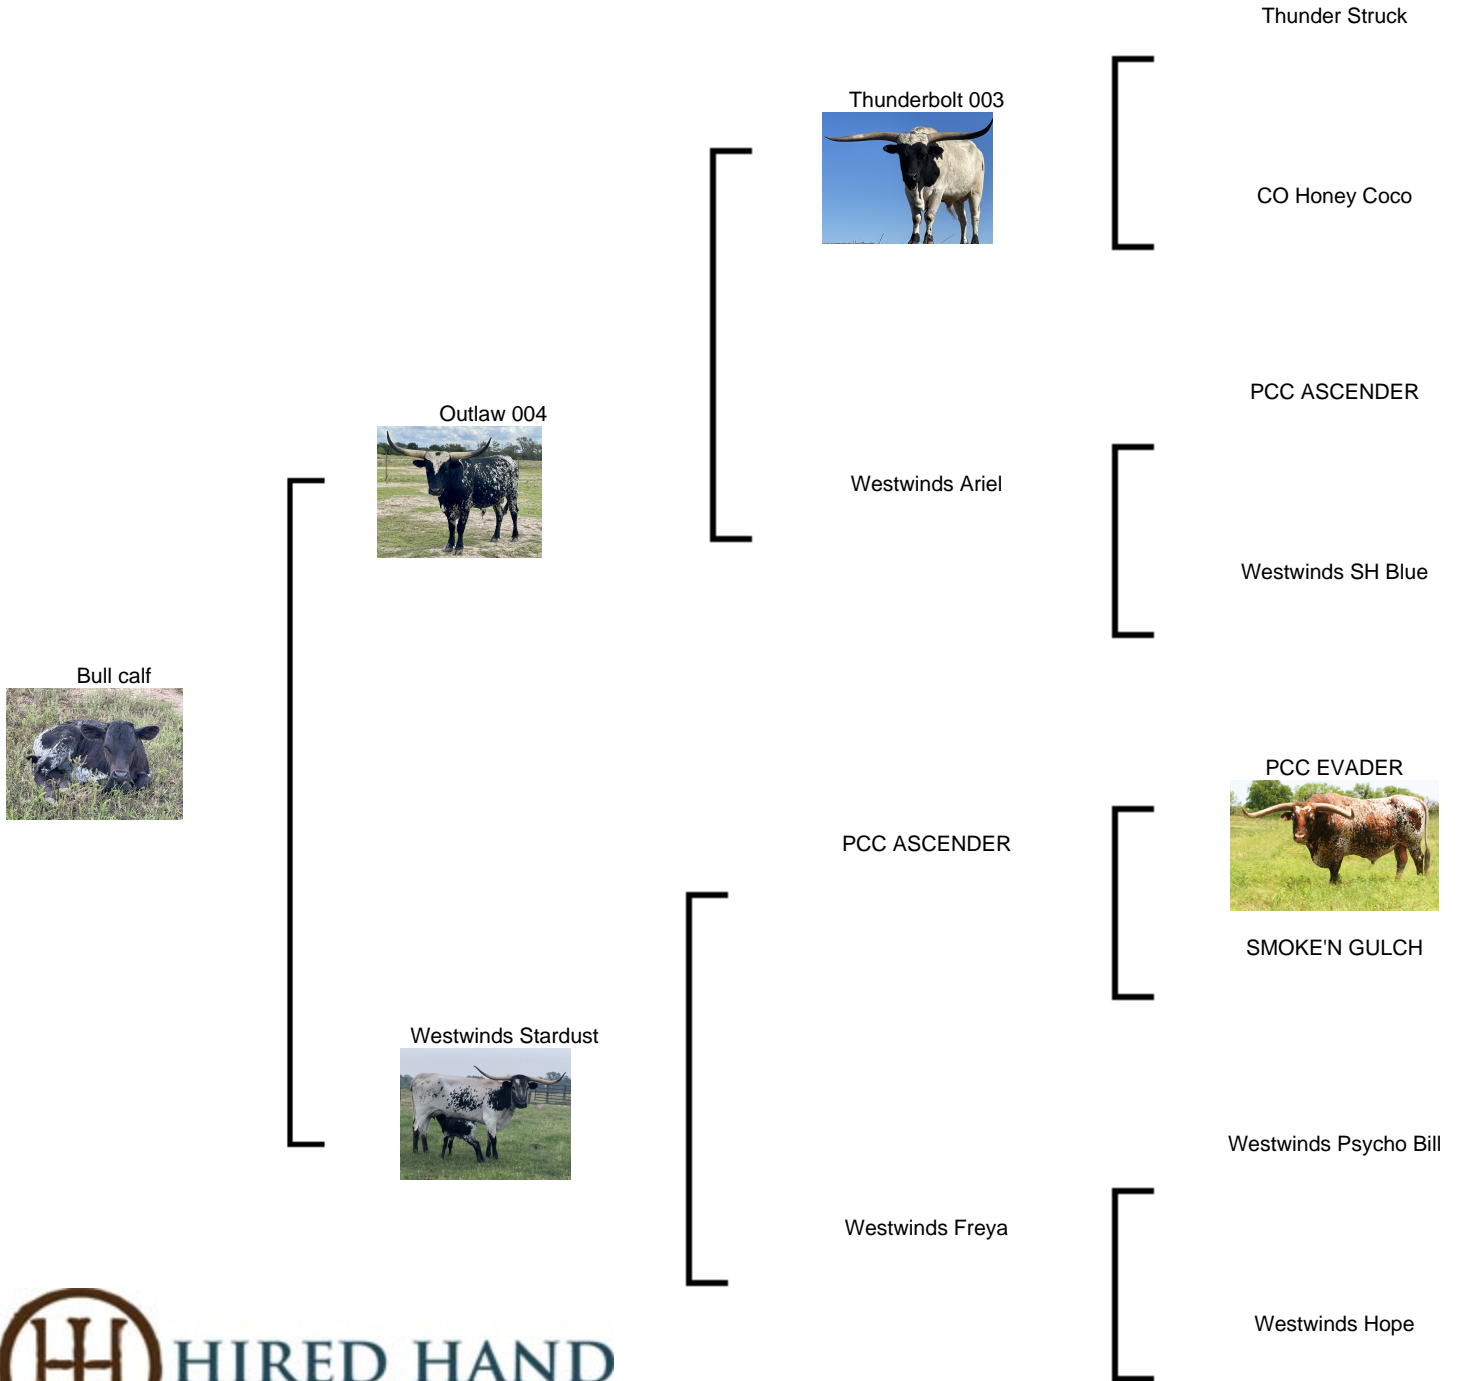 Thunder Struck
Thunderbolt 003
CO Honey Coco
PCC ASCENDER
Outlaw 004
Westwinds Ariel
Westwinds SH Blue
Bull calf
PCC EVADER
PCC ASCENDER
SMOKE'N GULCH
Westwinds Stardust
Westwinds Psycho Bill
Westwinds Freya
Westwinds Hope
HIRED HAND